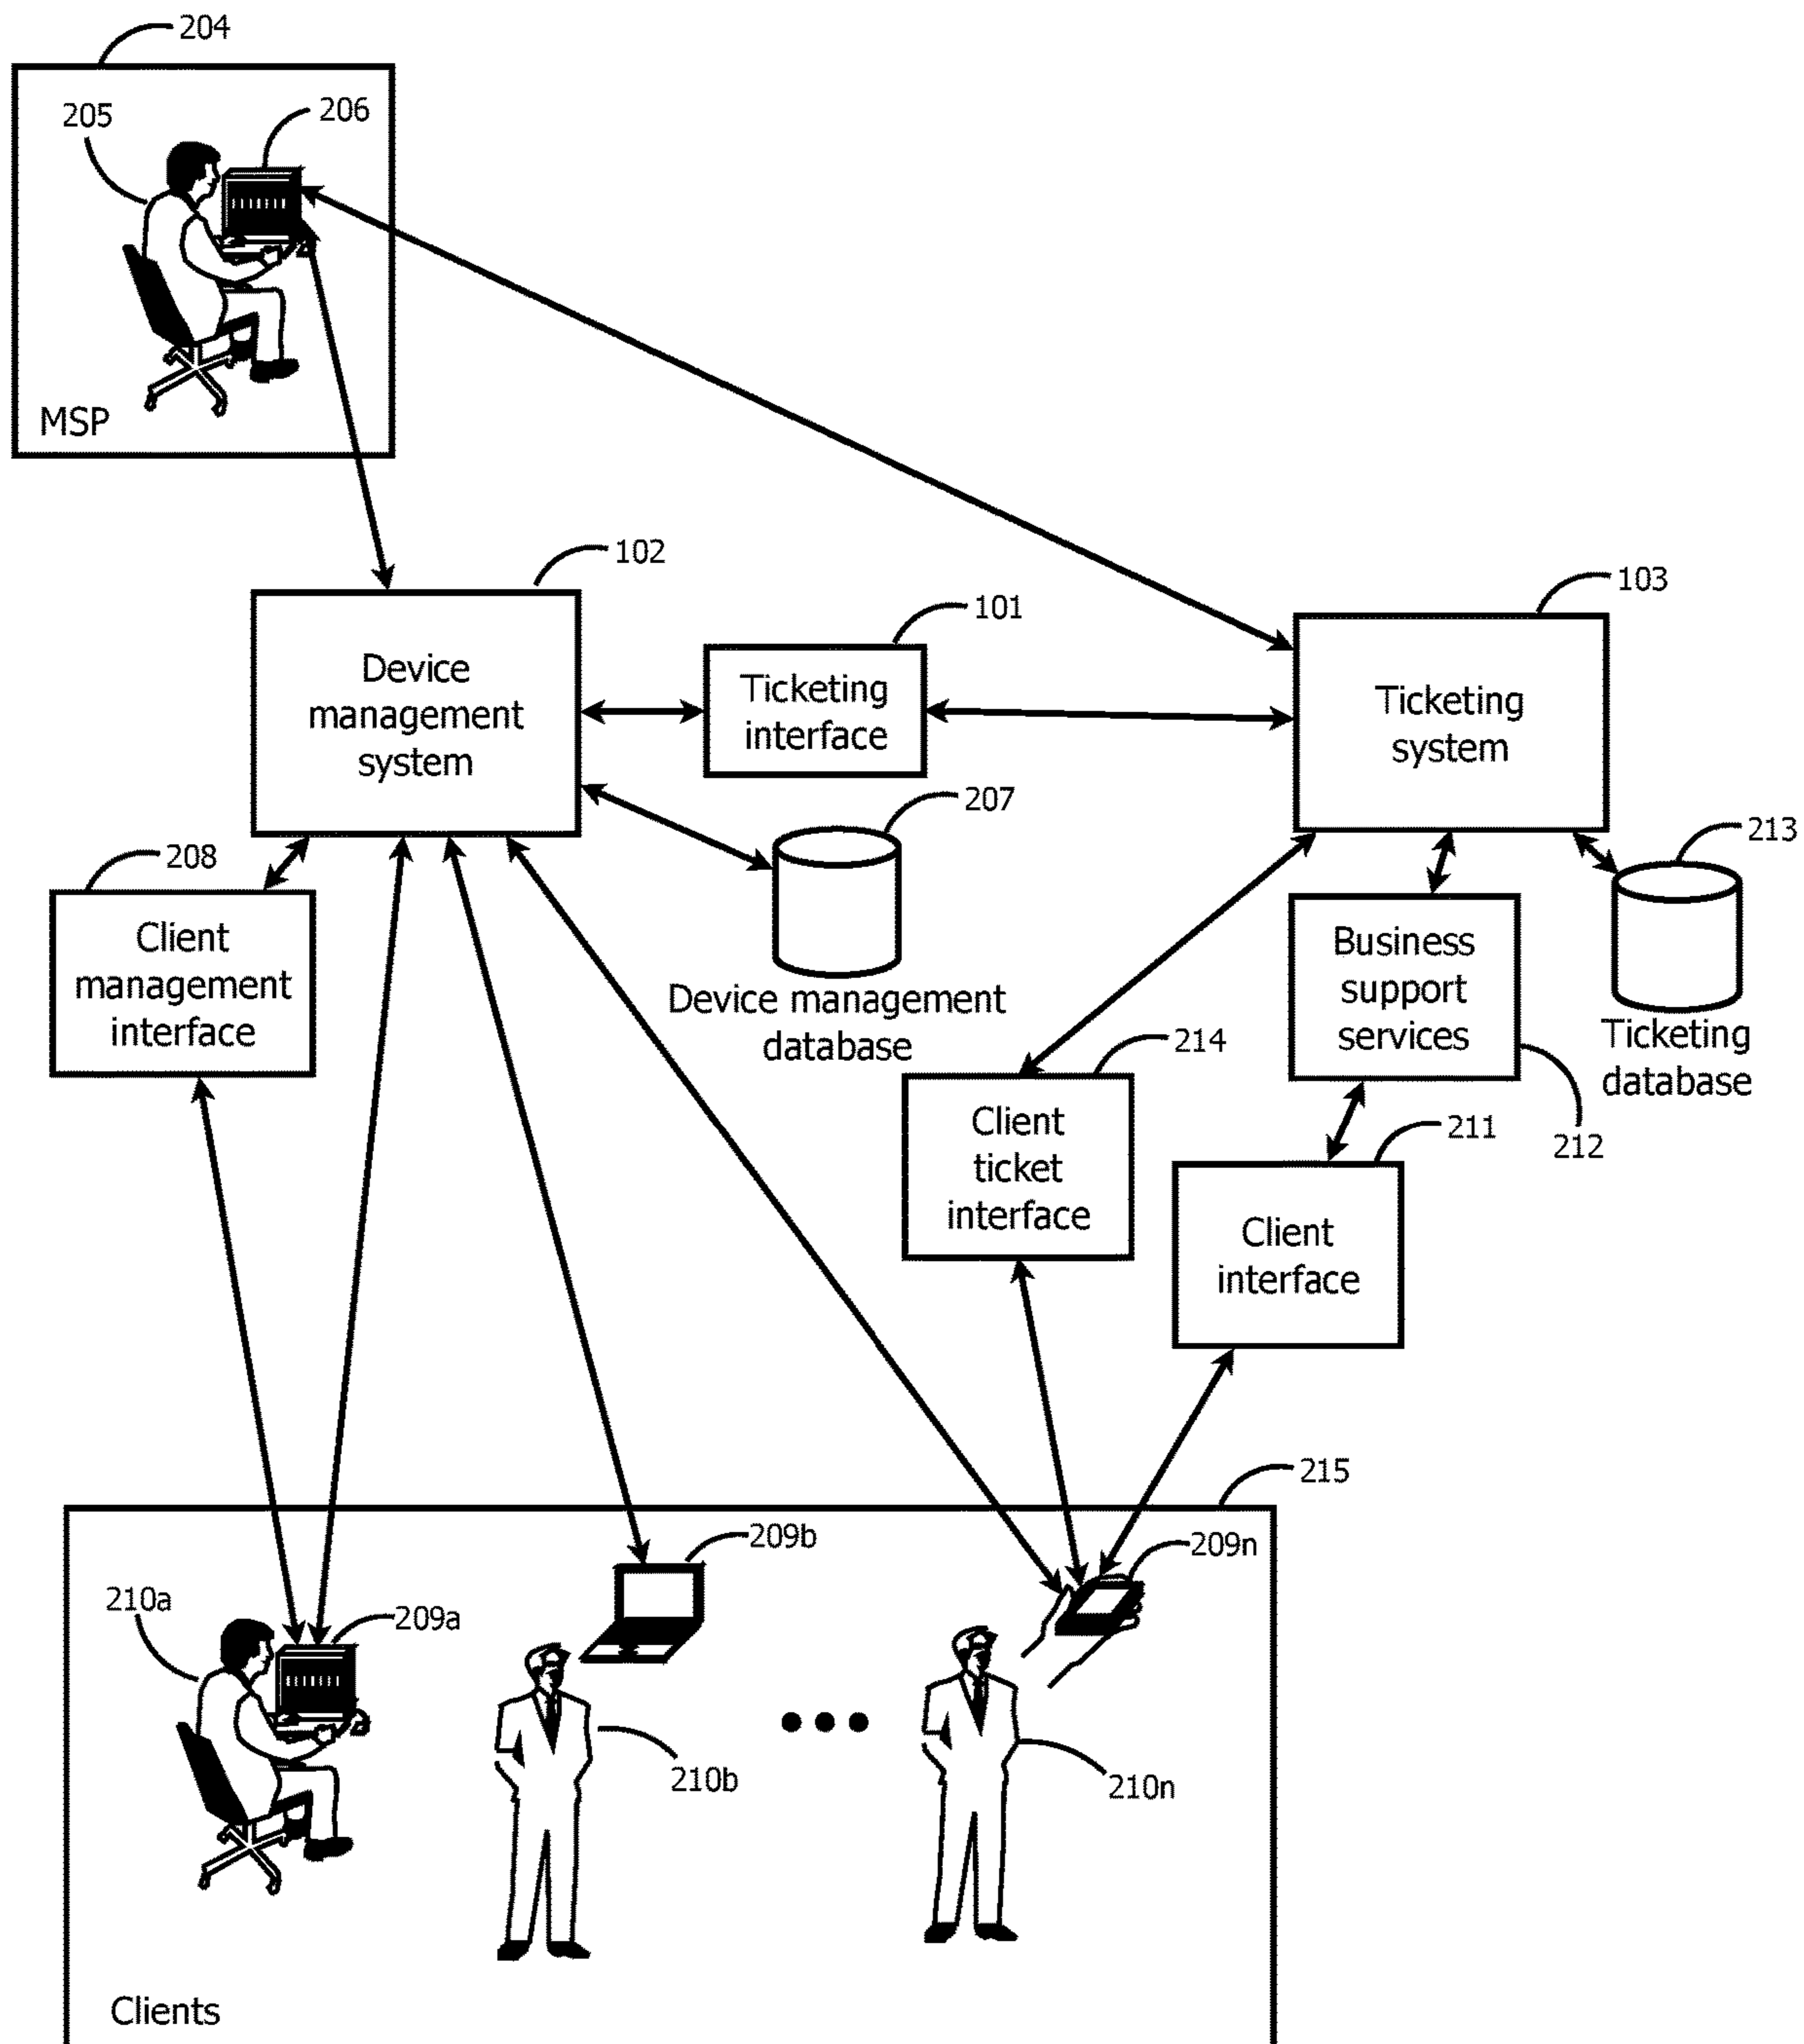 204
205
206
MSP
102
101
103
Device
management
system
Ticketing
interface
Ticketing
system
207
208
213
Client
management
interface
Device management
database
Business
support
services
Ticketing
database
214
212
211
Client
ticket
interface
Client
interface
215
209b
209n
210a
209a
210b
210n
Clients